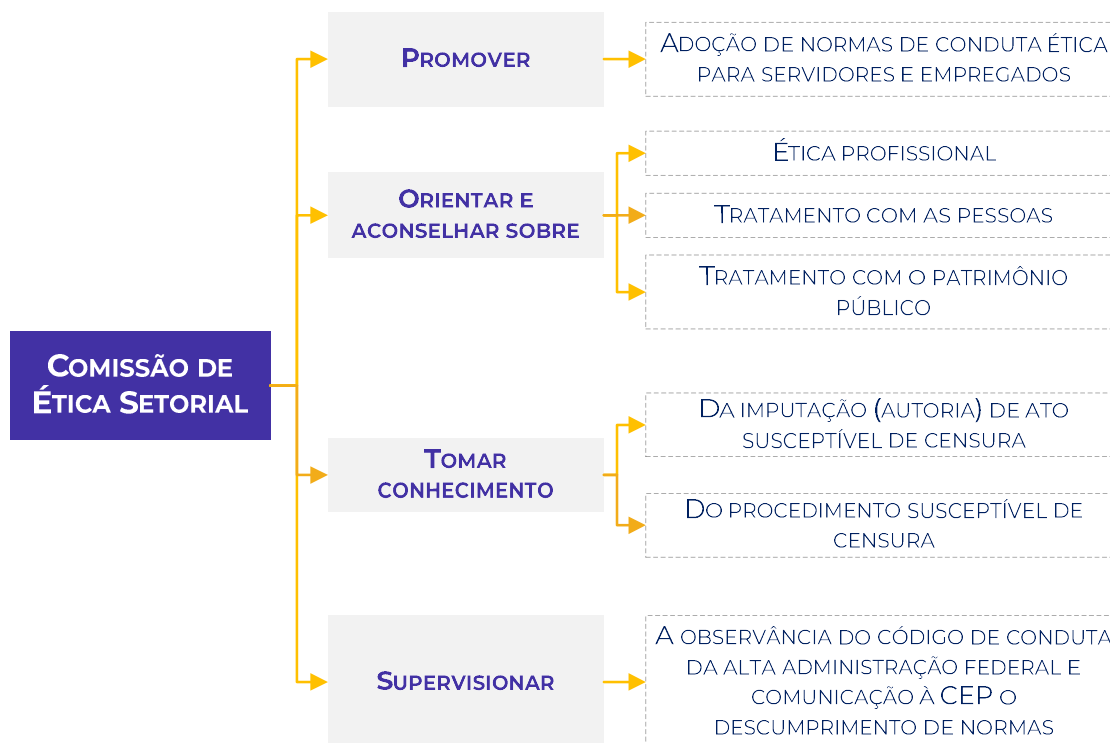 COMISSÃO DE
ÉTICA SETORIAL
PROMOVER
ADOÇÃO DE NORMAS DE CONDUTA ÉTICA
PARA SERVIDORES E EMPREGADOS
ORIENTAR E
ACONSELHAR SOBRE
ÉTICA PROFISSIONAL
TRATAMENTO COM AS PESSOAS
TRATAMENTO COM O PATRIMÔNIO
PÚBLICO
TOMAR
CONHECIMENTO
DA IMPUTAÇÃO (AUTORIA) DE ATO
SUSCEPTÍVEL DE CENSURA
DO PROCEDIMENTO SUSCEPTÍVEL DE
CENSURA
SUPERVISIONAR
A OBSERVÂNCIA DO CÓDIGO DE CONDUTA
DA ALTA ADMINISTRAÇÃO FEDERAL E
COMUNICAÇÃO À CEP O
DESCUMPRIMENTO DE NORMAS